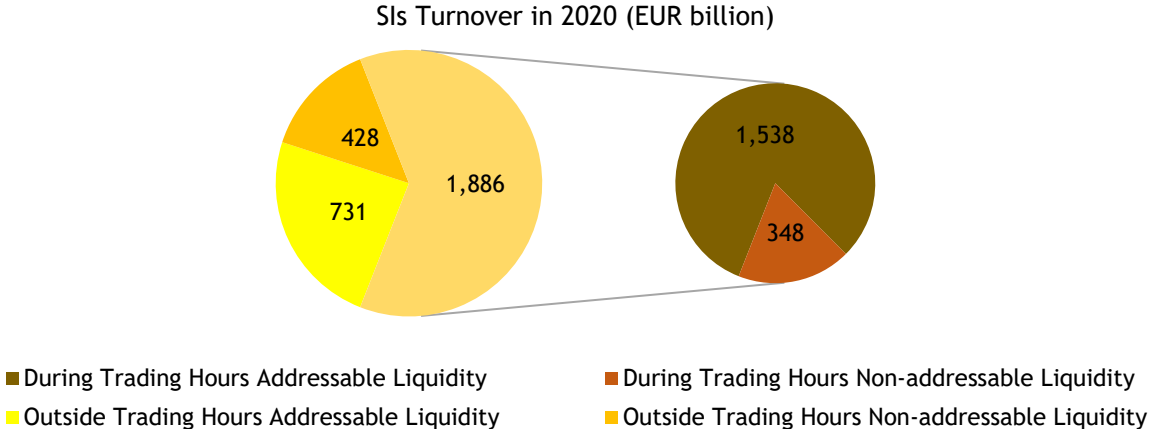 SIs Turnover in 2020 (EUR billion)
428
1,886
731
1,538
348
During Trading Hours Addressable Liquidity
During Trading Hours Non-addressable Liquidity
Outside Trading Hours Addressable Liquidity
Outside Trading Hours Non-addressable Liquidity